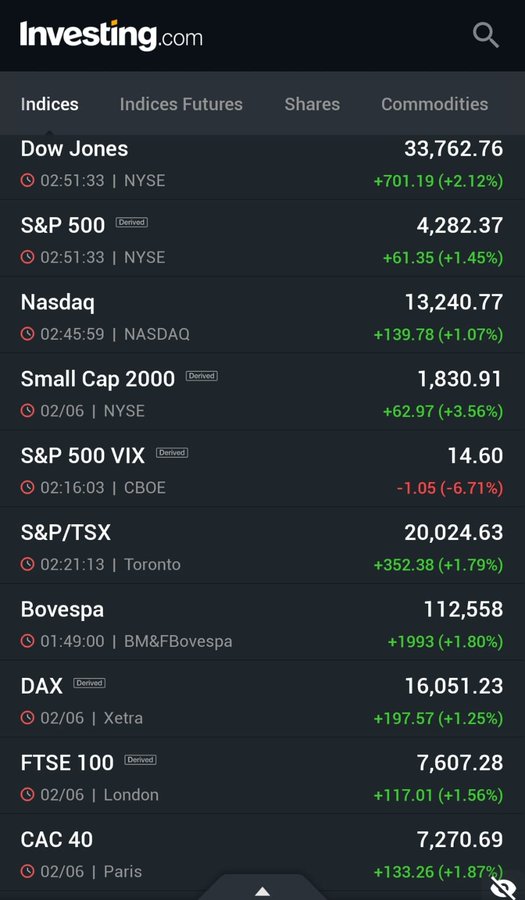 Investing.com
Indices Indices Futures Shares Commodities
Dow Jones 33,762.76
02:51:33 | NYSE +701.19 (+2.12%)
S&P 500 Derived 4,282.37
02:51:33 | NYSE +61.35 (+1.45%)
Nasdaq 13,240.77
02:45:59 | NASDAQ +139.78 (+1.07%)
Small Cap 2000 Derived 1,830.91
02/06 | NYSE +62.97 (+3.56%)
S&P 500 VIX Derived 14.60
02:16:03 | CBOE -1.05 (-6.71%)
S&P/TSX 20,024.63
02:21:13 | Toronto +352.38 (+1.79%)
Bovespa 112,558
01:49:00 | BM&FBovespa +1993 (+1.80%)
DAX Derived 16,051.23
02/06 | Xetra +197.57 (+1.25%)
FTSE 100 Derived 7,607.28
02/06 | London +117.01 (+1.56%)
CAC 40 7,270.69
02/06 | Paris +133.26 (+1.87%)